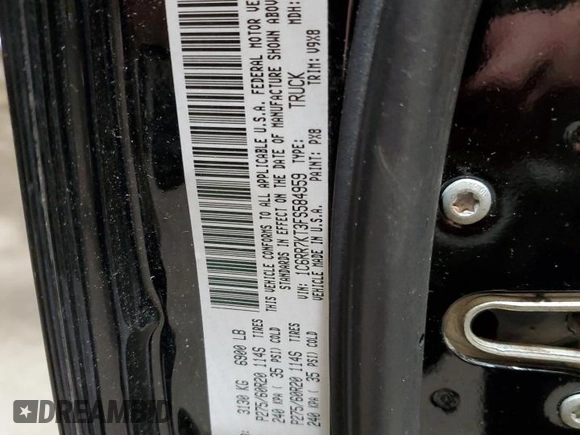 THIS VEHICLE CONFORMS TO ALL APPLICABLE U.S.A. FEDERAL MOTOR VE
STANDARDS IN EFFECT ON THE DATE OF MANUFACTURE SHOWN ABOVE
VIN: 1C6RR7KT3FS584959 TYPE: TRUCK MDH:
VEHICLE MADE IN U.S.A. PAINT: PX8 TRIM: V9X8
3130 KG 6900 LB
P275/60R20 114S TIRES
240 KPA ( 35 PSI) COLD
P275/60R20 114S TIRES
240 KPA ( 35 PSI) COLD
AUTOBIDMASTER